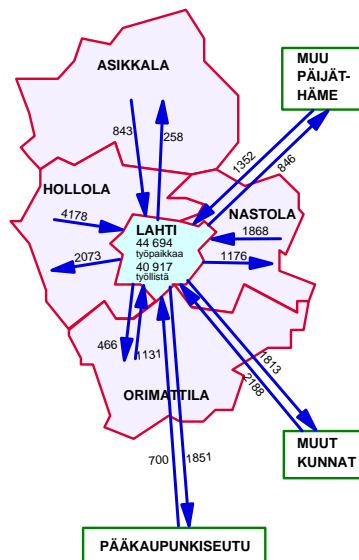 MUU
PÄIJÄT-
HÄME
ASIKKALA
843
258
1352
846
HOLLOLA
NASTOLA
4178
LAHTI
44 694
työpaikkaa
40 917
työllistä
1868
2073
1176
466
1131
ORIMATTILA
1813
2188
700
1851
MUUT
KUNNAT
PÄÄKAUPUNKISEUTU